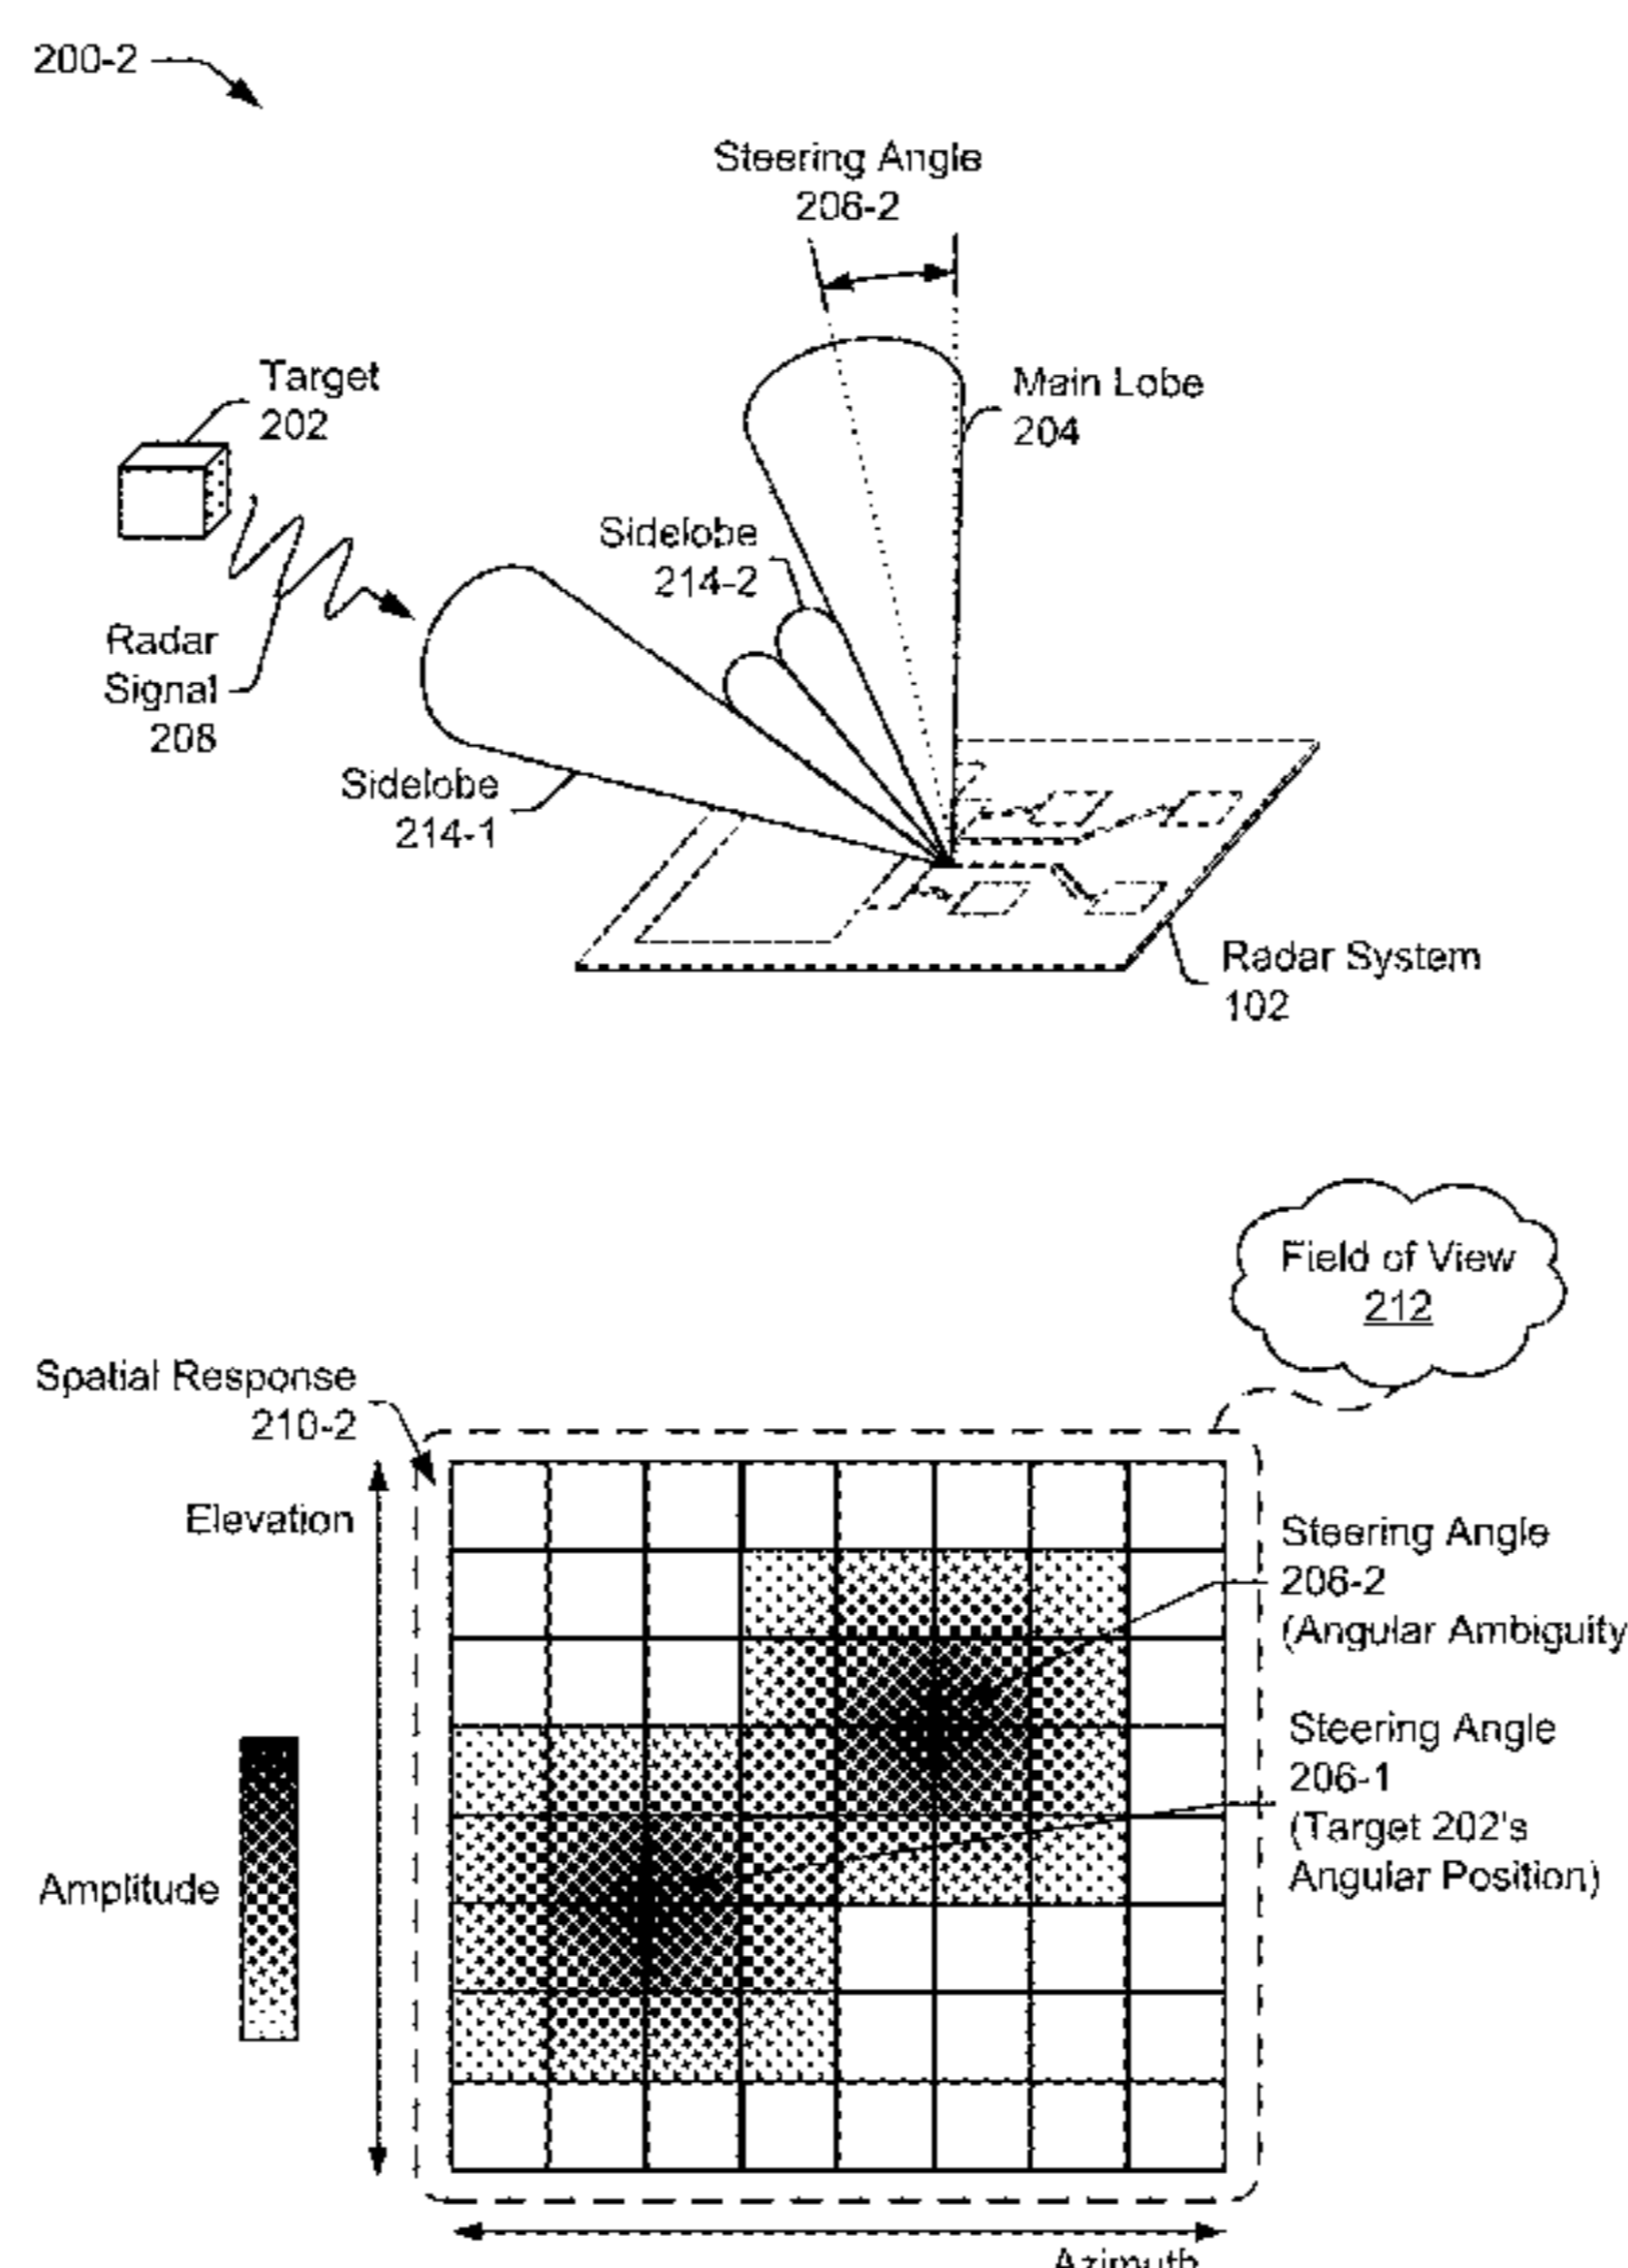 200-2
Steering Angle
206-2
Target
202
Main Lobe
204
Sidelobe
214-2
Radar
Signal
208
Sidelobe
214-1
Radar System
102
Field of View
212
Spatial Response
210-2
Elevation
Steering Angle
206-2
(Angular Ambiguity
Steering Angle
206-1
(Target 202's
Angular Position)
Amplitude
Azimuth